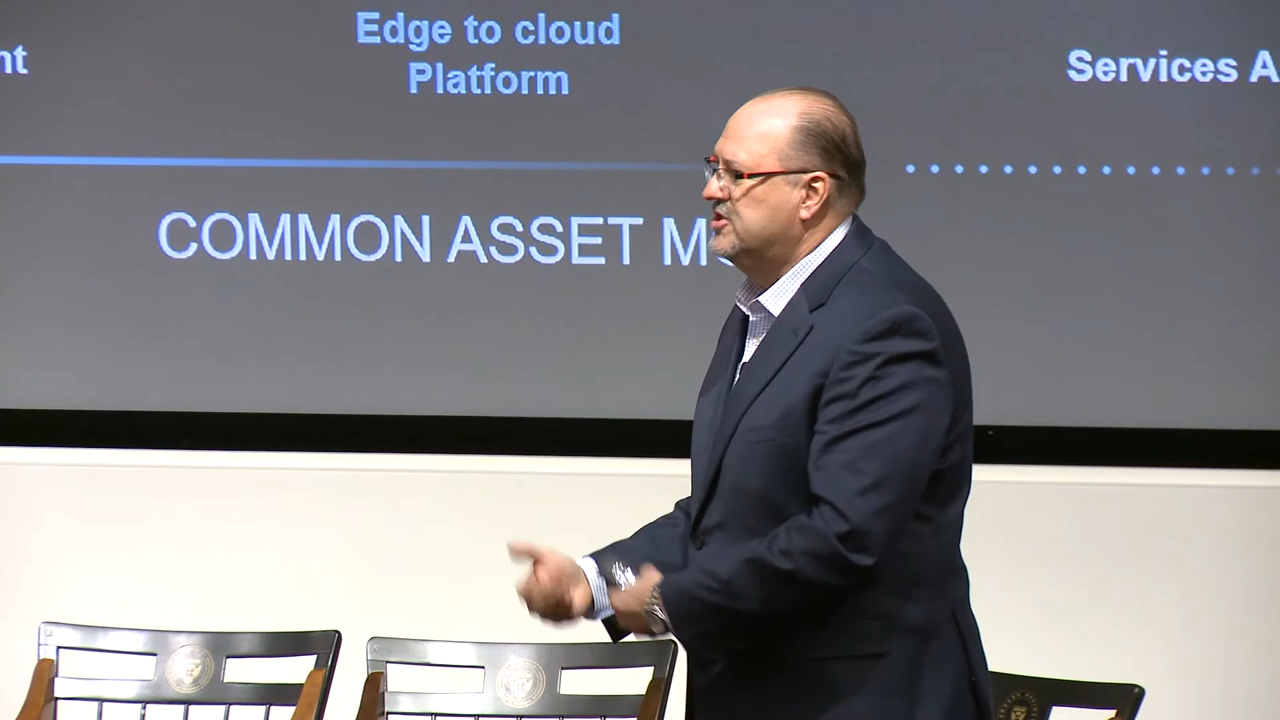 nt
Edge to cloud
Platform
Services A
COMMON ASSET M